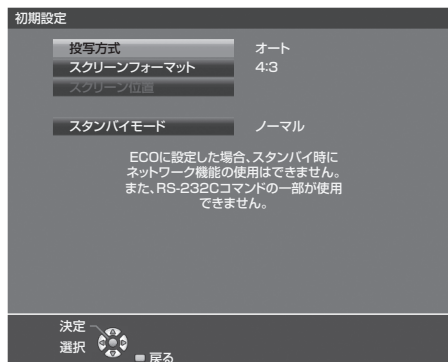 初期設定
投写方式 オート
スクリーンフォーマット 4:3
スクリーン位置
スタンバイモード ノーマル
ECOに設定した場合、スタンバイ時に
ネットワーク機能の使用はできません。
また、RS-232Cコマンドの一部が使用
できません。
決定
選択
戻る